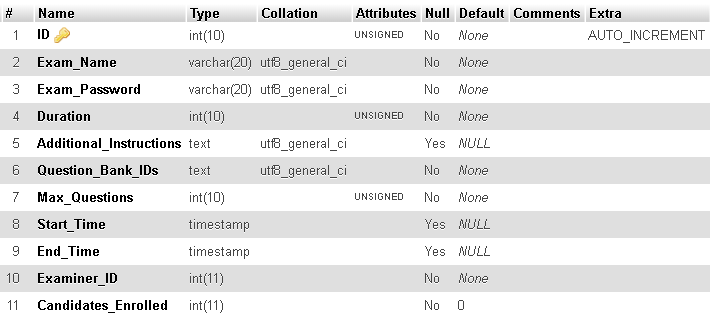 # Name Type Collation Attributes Null Default Comments Extra
1 ID int(10) UNSIGNED No None AUTO_INCREMENT
2 Exam_Name varchar(20) utf8_general_ci No None
3 Exam_Password varchar(20) utf8_general_ci No None
4 Duration int(10) UNSIGNED No None
5 Additional_Instructions text utf8_general_ci Yes NULL
6 Question_Bank_IDs text utf8_general_ci No None
7 Max_Questions int(10) UNSIGNED No None
8 Start_Time timestamp Yes NULL
9 End_Time timestamp Yes NULL
10 Examiner_ID int(11) No None
11 Candidates_Enrolled int(11) No 0